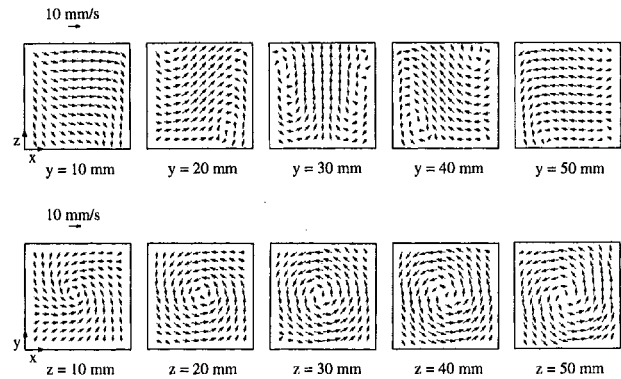 10 mm/s
z
x
y = 10 mm y = 20 mm y = 30 mm y = 40 mm y = 50 mm
10 mm/s
y
x
z = 10 mm z = 20 mm z = 30 mm z = 40 mm z = 50 mm